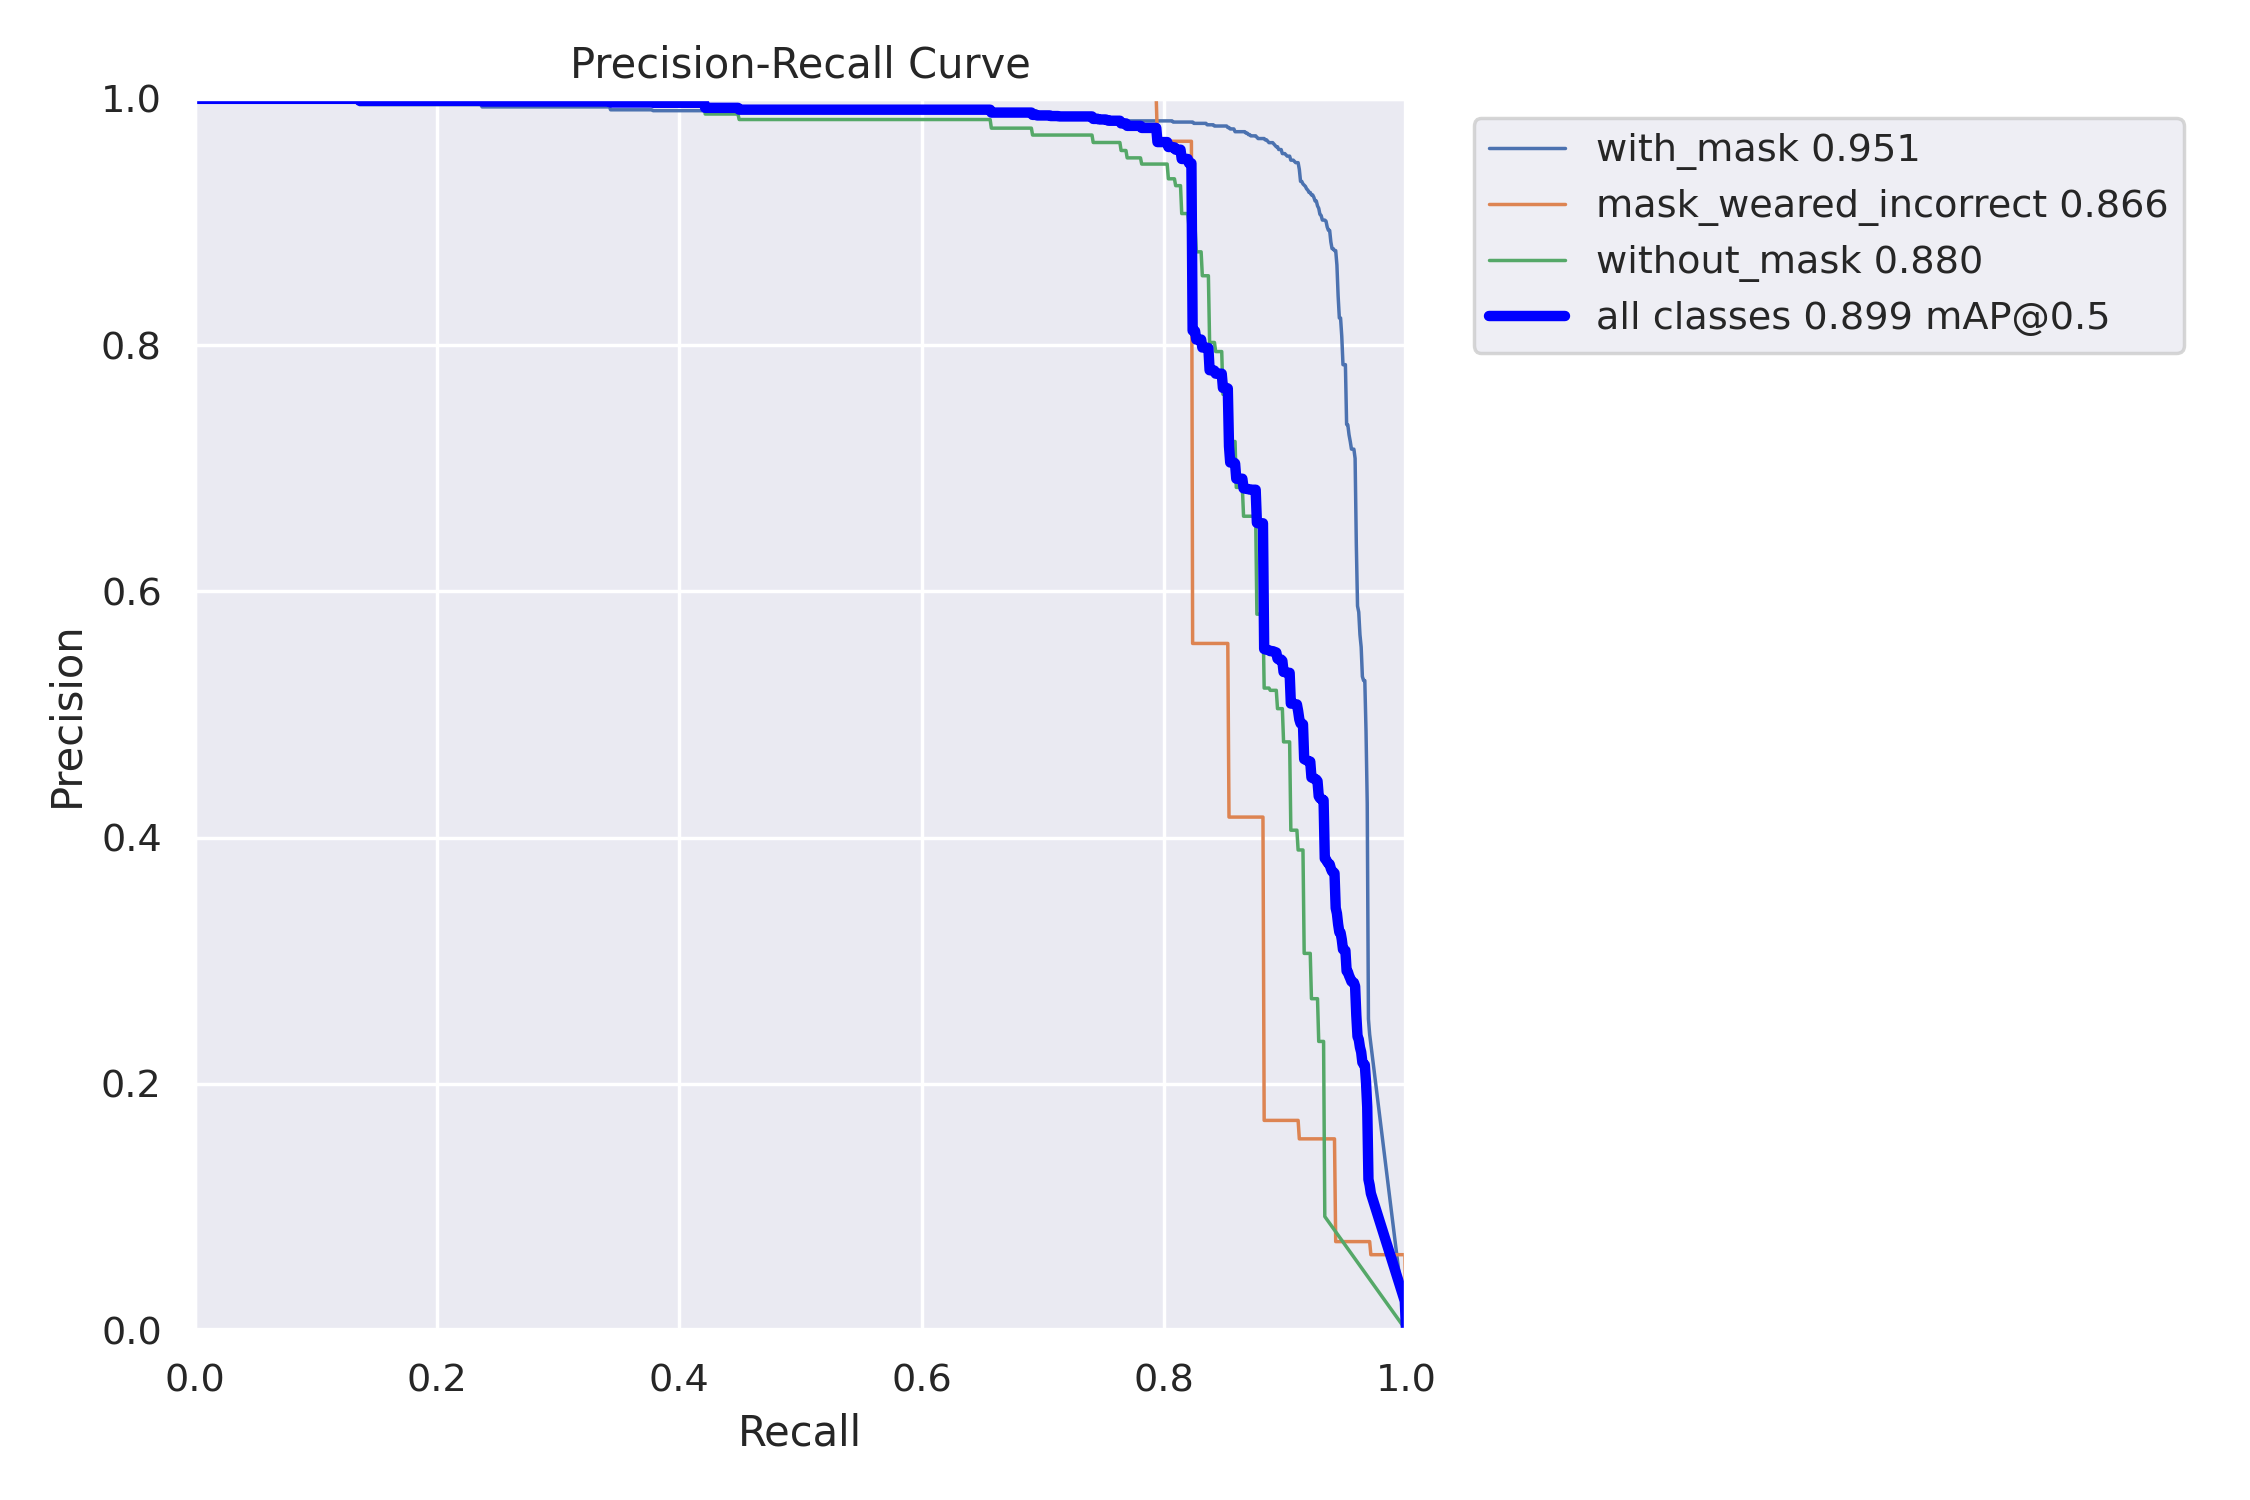 Precision-Recall Curve
1.0
0.8
0.6
0.4
0.2
0.0
Precision
0.0 0.2 0.4 0.6 0.8 1.0
Recall
with_mask 0.951
mask_weared_incorrect 0.866
without_mask 0.880
all classes 0.899 mAP@0.5